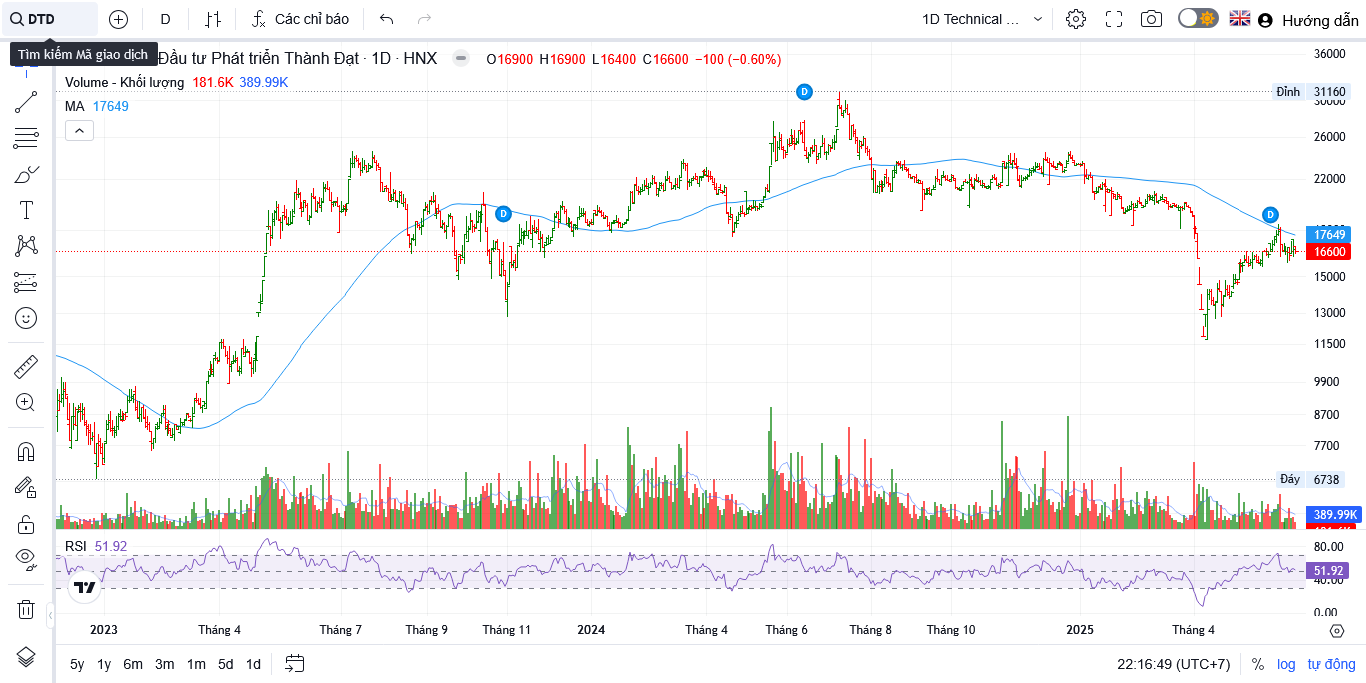 DTD
D
Các chỉ báo
1D Technical ...
Hướng dẫn
Tìm kiếm Mã giao dịch
Đầu tư Phát triển Thành Đạt · 1D · HNX
O16900 H16900 L16400 C16600 −100 (−0.60%)
Volume - Khối lượng 181.6K 389.99K
MA 17649
D
D
D
36000
Đỉnh 31160
30000
26000
22000
17649
16600
15000
13000
11500
9900
8700
7700
Đáy 6738
389.99K
RSI 51.92
80.00
51.92
40.00
0.00
2023 Tháng 4 Tháng 7 Tháng 9 Tháng 11 2024 Tháng 4 Tháng 6 Tháng 8 Tháng 10 2025 Tháng 4
5y 1y 6m 3m 1m 5d 1d
22:16:49 (UTC+7) % log tự động